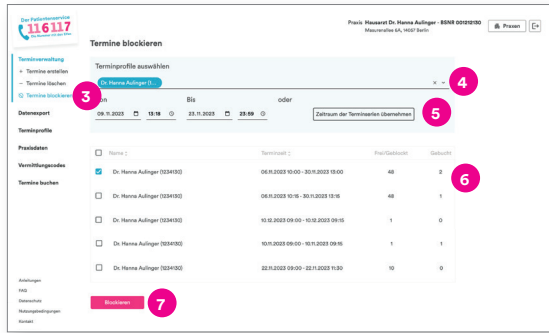 Der Patientenservice
116117
Die Nummer mit den Elfen
Praxis Hausarzt Dr. Hanna Aulinger - BSNR 001212130
Masurenallee 8A, 14057 Berlin
Praxen
Termine blockieren
Terminverwaltung
+ Termine erstellen
– Termine löschen
Termine blockieren
Datenexport
Terminprofile
Praxisdaten
Vermittlungscodes
Termine buchen
3
Terminprofile auswählen
Dr. Hanna Aulinger (1...
4
on Bis oder
09.11.2023 13:18 23.11.2023 23:59 Zeitraum der Terminserien übernehmen
5
Name Terminzeit Frei/Geblockt Gebucht
Dr. Hanna Aulinger (1234130) 06.11.2023 10:00 - 30.11.2023 13:00 48 2
6
Dr. Hanna Aulinger (1234130) 06.11.2023 10:18 - 30.11.2023 13:18 48 1
Dr. Hanna Aulinger (1234130) 10.12.2023 09:00 - 10.12.2023 09:15 1 0
Dr. Hanna Aulinger (1234130) 10.11.2023 09:00 - 10.11.2023 09:15 1 1
Dr. Hanna Aulinger (1234130) 22.11.2023 09:00 - 22.11.2023 11:30 10 0
Blockieren
7
Anleitungen
FAQ
Datenschutz
Nutzungsbedingungen
Kontakt